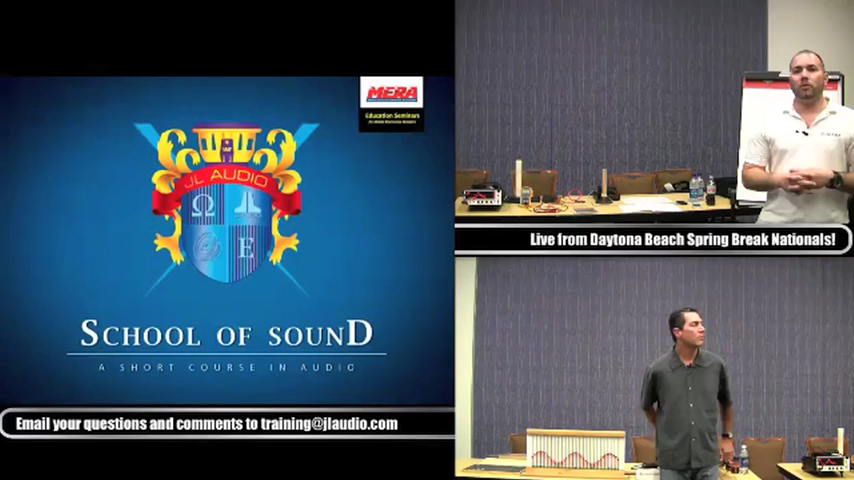 MERA
Education Seminars
JL AUDIO
Ω
E
SCHOOL OF SOUND
A SHORT COURSE IN AUDIO
Email your questions and comments to training@jlaudio.com
Live from Daytona Beach Spring Break Nationals!